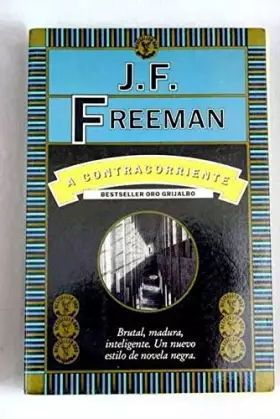 J.F.
FREEMAN
A CONTRACORRIENTE
BESTSELLER ORO GRIJALBO
Brutal, madura,
inteligente. Un nuevo
estilo de novela negra.